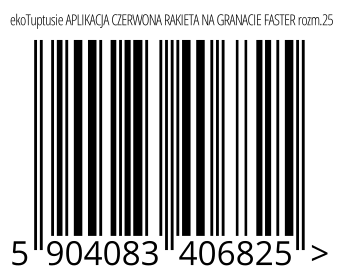 ekoTuptusie APLIKACJA CZERWONA RAKIETA NA GRANACIE FASTER rozm.25
5 904083 406825 >